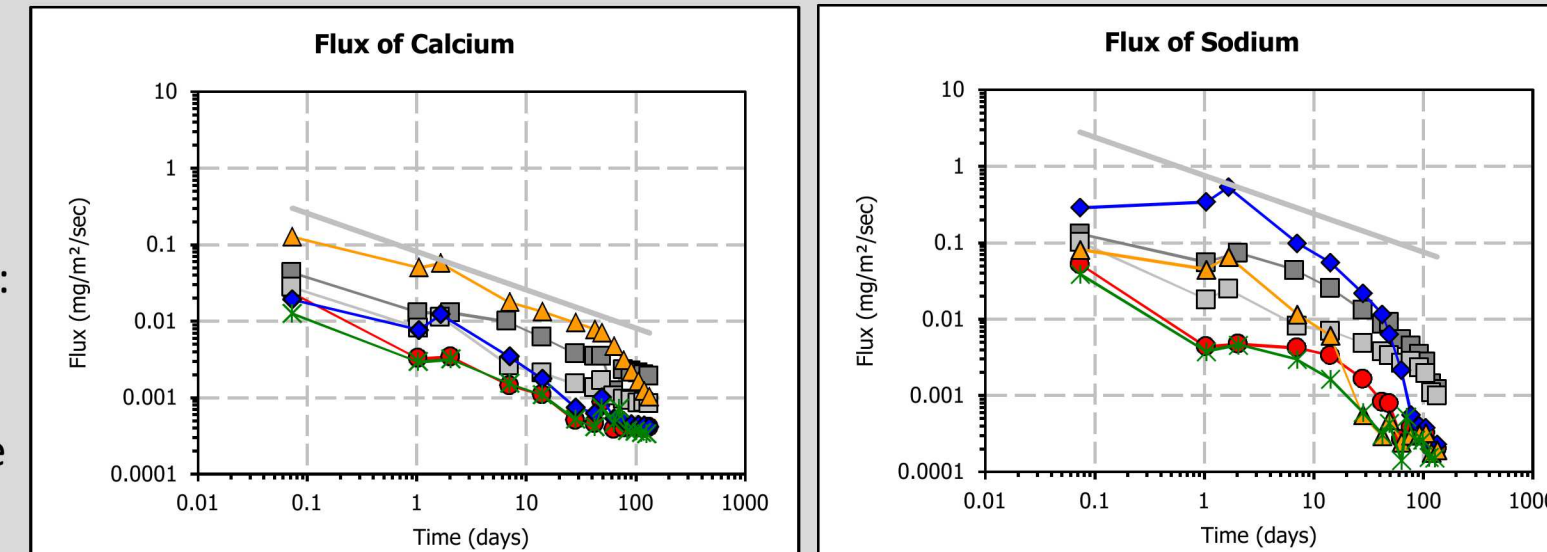 Flux of Calcium
10
1
0.1
0.01
0.001
0.0001
Flux (mg/m²/sec)
0.01 0.1 1 10 100 1000
Time (days)
Flux of Sodium
10
1
0.1
0.01
0.001
0.0001
Flux (mg/m²/sec)
0.01 0.1 1 10 100
Time (days)
:
e